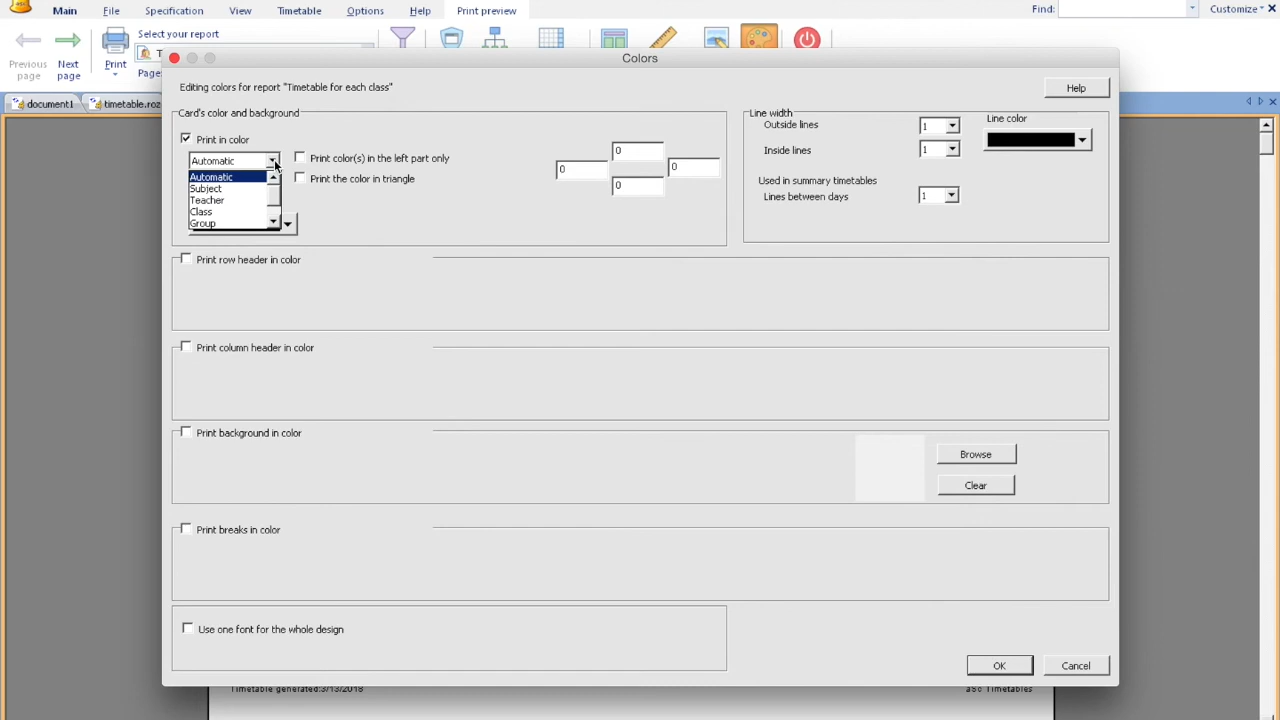 Main File Specification View Timetable Options Help Print preview Find: Customize
Previous page
Next page
Print
Select your report
T
Page
document1 timetable.roz
Colors
Editing colors for report "Timetable for each class"
Help
Card's color and background
Print in color
Automatic
Automatic
Subject
Teacher
Class
Group
Print color(s) in the left part only
Print the color in triangle
0
0
0
0
Line width
Outside lines 1
Inside lines 1
Used in summary timetables
Lines between days 1
Line color
Print row header in color
Print column header in color
Print background in color
Browse
Clear
Print breaks in color
Use one font for the whole design
OK Cancel
Timetable generated:3/13/2018 aSc Timetables